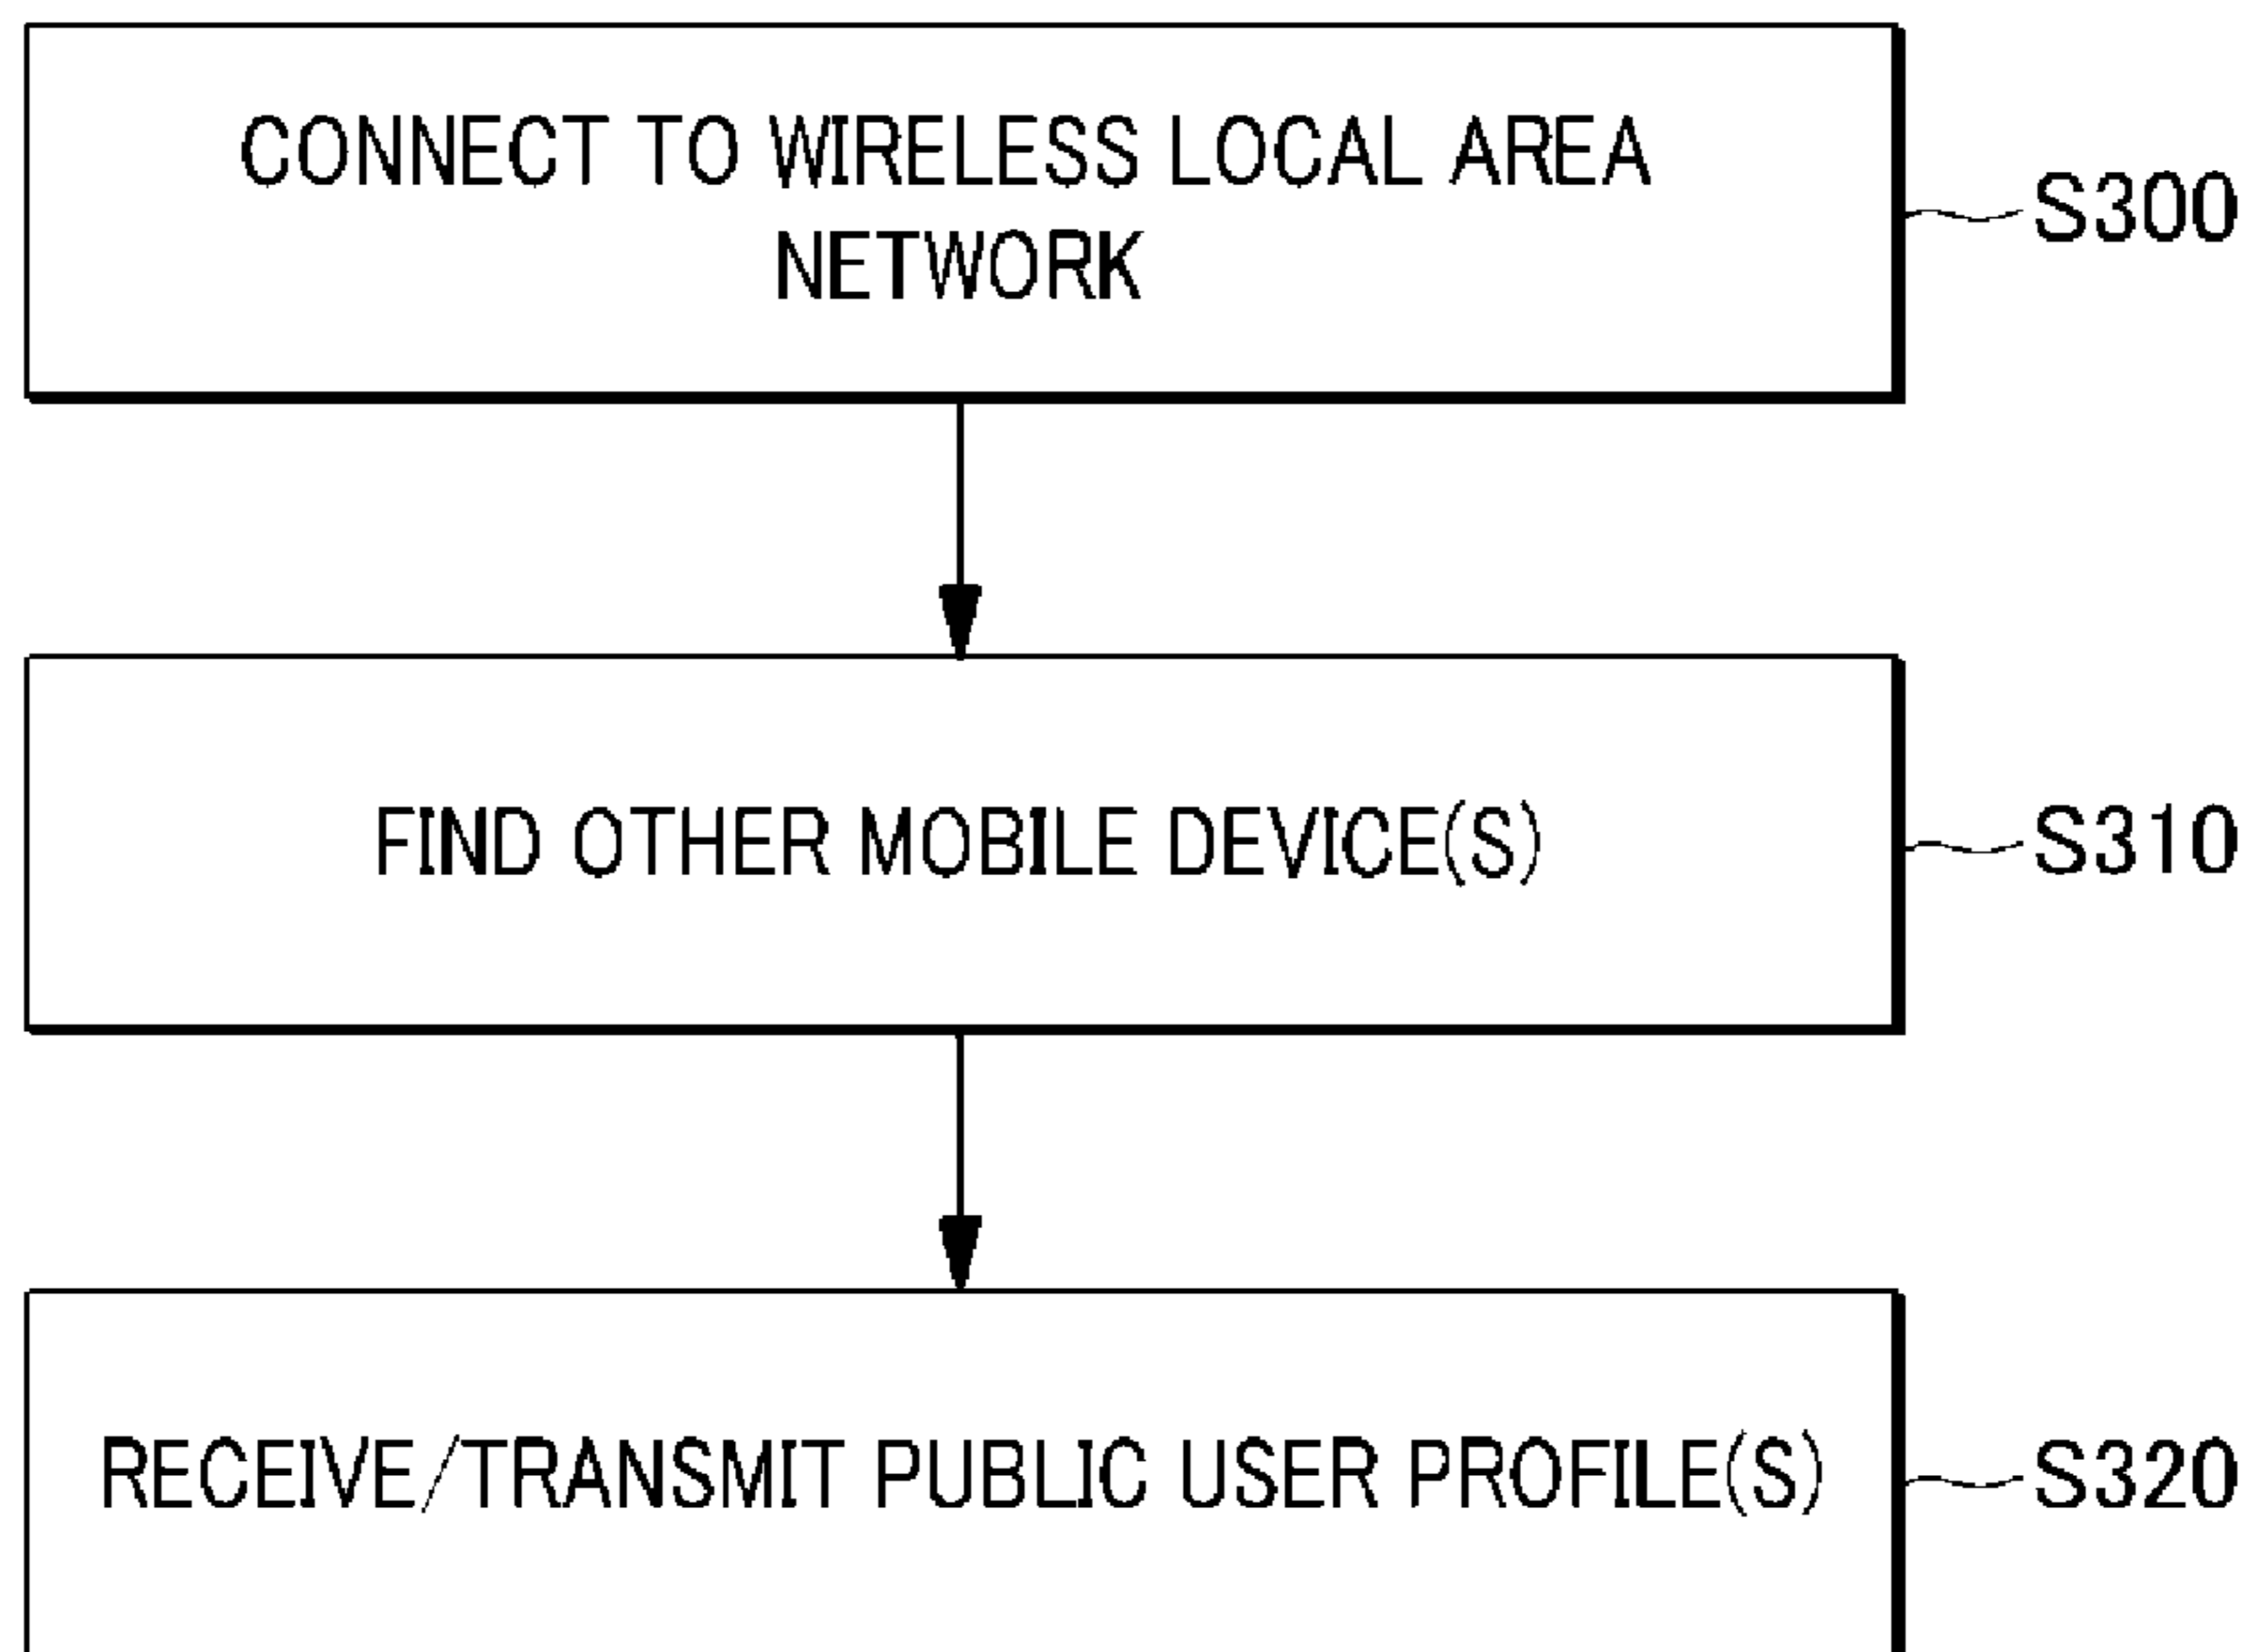 CONNECT TO WIRELESS LOCAL AREA
NETWORK
S300
FIND OTHER MOBILE DEVICE(S)
S310
RECEIVE/TRANSMIT PUBLIC USER PROFILE(S)
S320